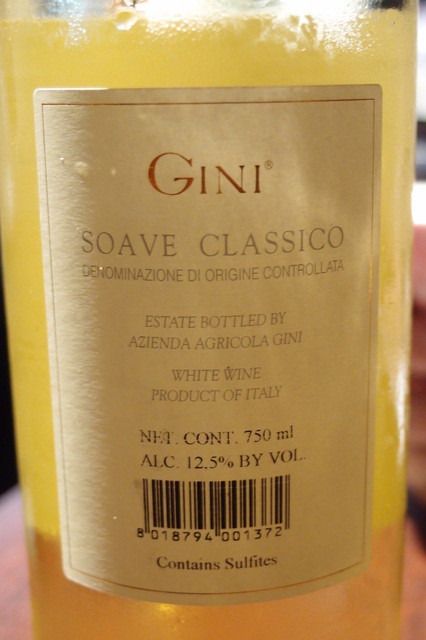 GINI®
SOAVE CLASSICO
DENOMINAZIONE DI ORIGINE CONTROLLATA
ESTATE BOTTLED BY
AZIENDA AGRICOLA GINI
WHITE WINE
PRODUCT OF ITALY
NET. CONT. 750 ml
ALC. 12,5% BY VOL.
8 018794 001372
Contains Sulfites